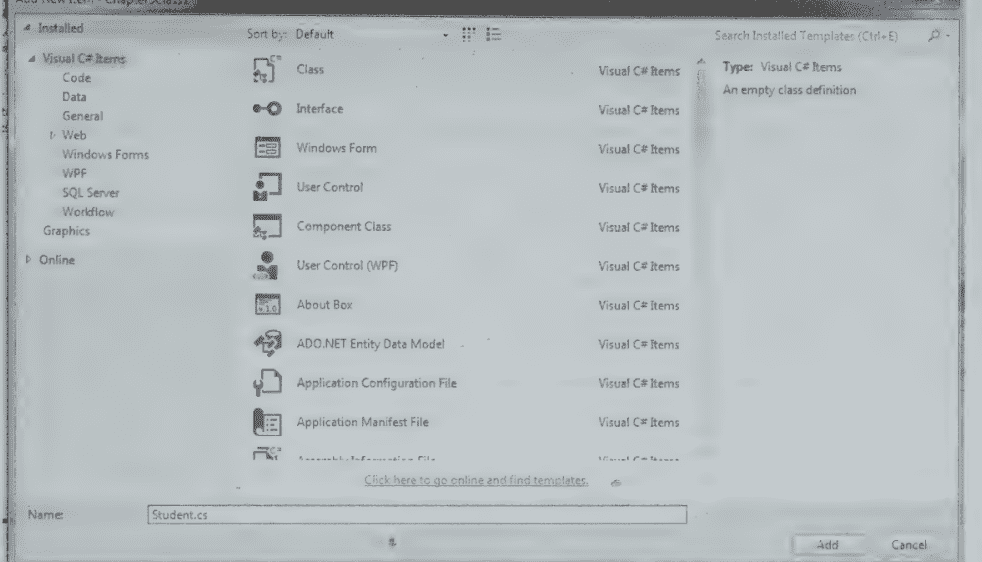 Installed
Sort by: Default
Search Installed Templates (Ctrl+E)
Visual C# Items
Code
Data
General
Web
Windows Forms
WPF
SQL Server
Workflow
Graphics
Online
Class Visual C# Items
Interface Visual C# Items
Windows Form Visual C# Items
User Control Visual C# Items
Component Class Visual C# Items
User Control (WPF) Visual C# Items
About Box Visual C# Items
ADO.NET Entity Data Model Visual C# Items
Application Configuration File Visual C# Items
Application Manifest File Visual C# Items
Type: Visual C# Items
An empty class definition
Click here to go online and find templates.
Name: Student.cs
Add Cancel